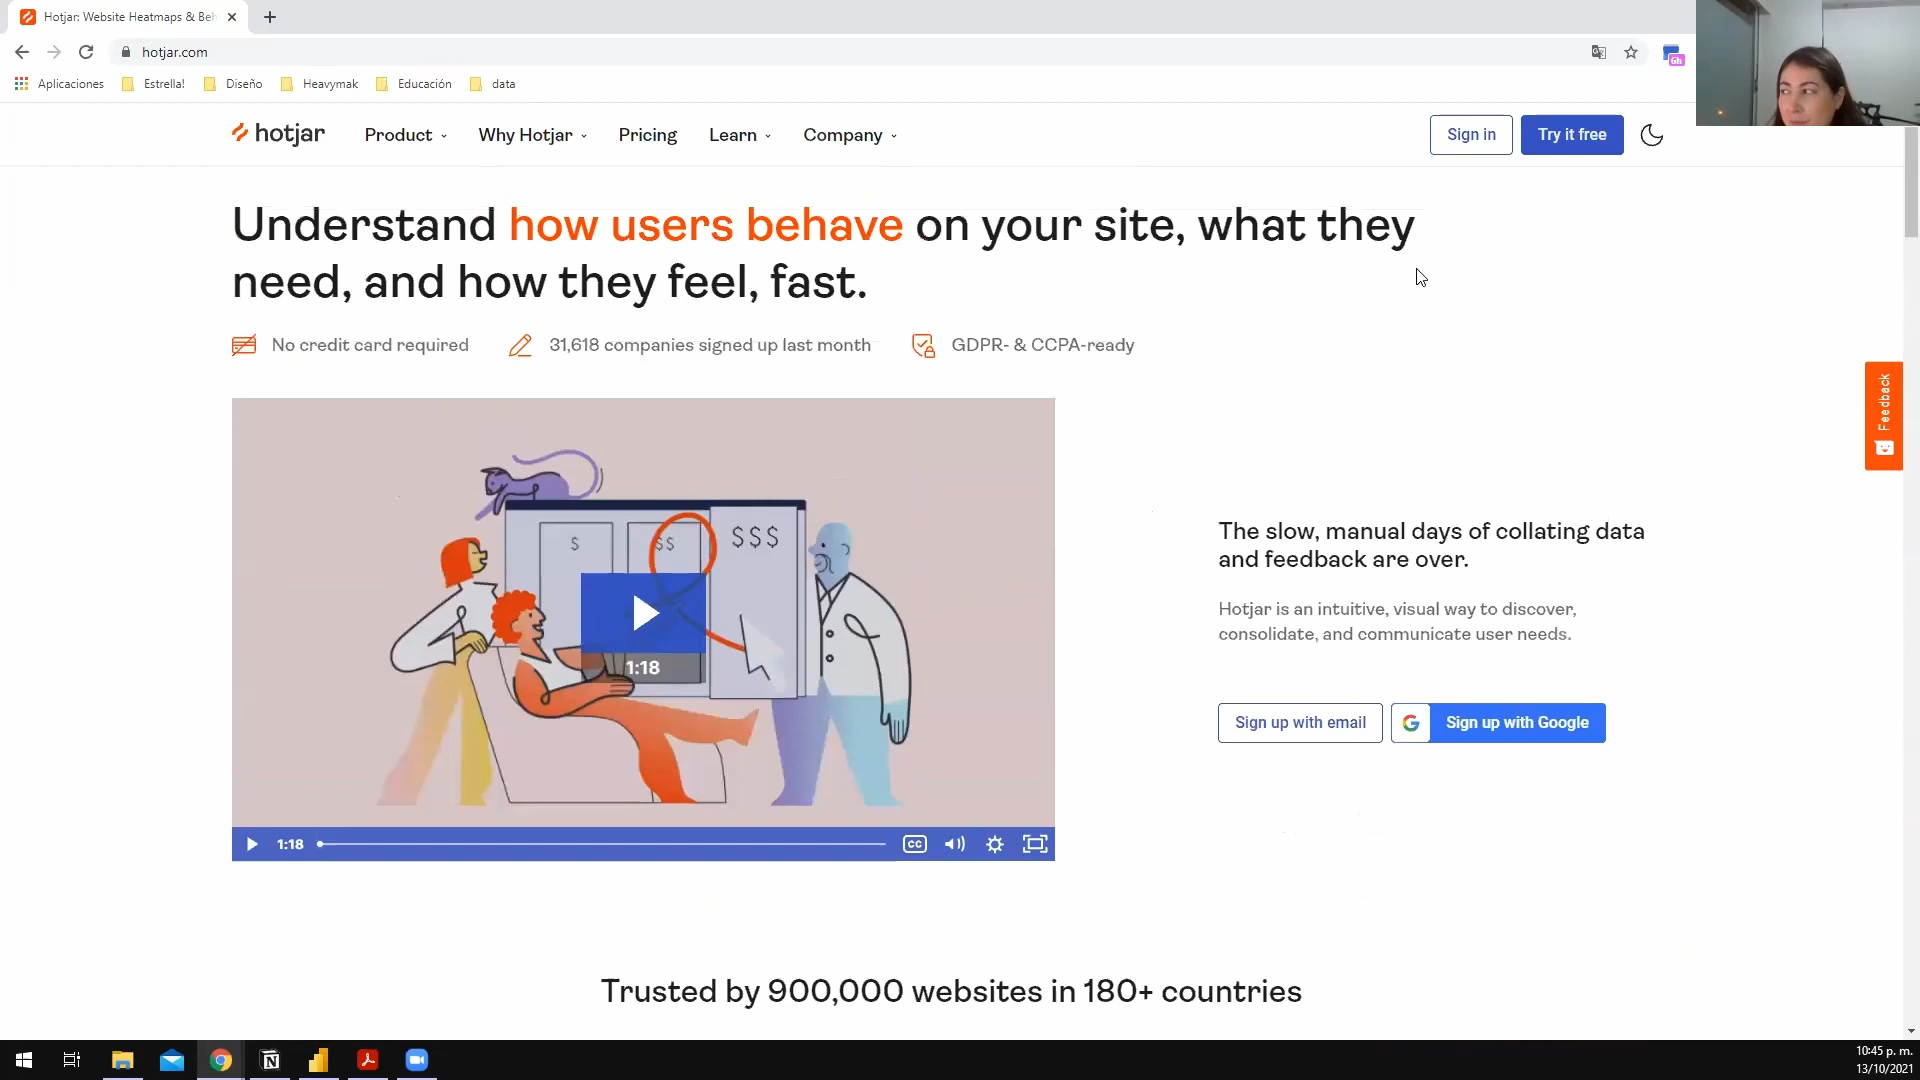 Hotjar: Website Heatmaps & Beh
hotjar.com
6h
Aplicaciones
Estrella!
Diseño
Heavymak
Educación
data
hotjar
Product
Why Hotjar
Pricing
Learn
Company
Sign in
Try it free
Understand how users behave on your site, what they
need, and how they feel, fast.
No credit card required
31,618 companies signed up last month
GDPR- & CCPA-ready
Feedback
$
$$
$$$
1:18
The slow, manual days of collating data
and feedback are over.
Hotjar is an intuitive, visual way to discover,
consolidate, and communicate user needs.
Sign up with email
G
Sign up with Google
1:18
CC
Trusted by 900,000 websites in 180+ countries
10:45 p. m.
13/10/2021